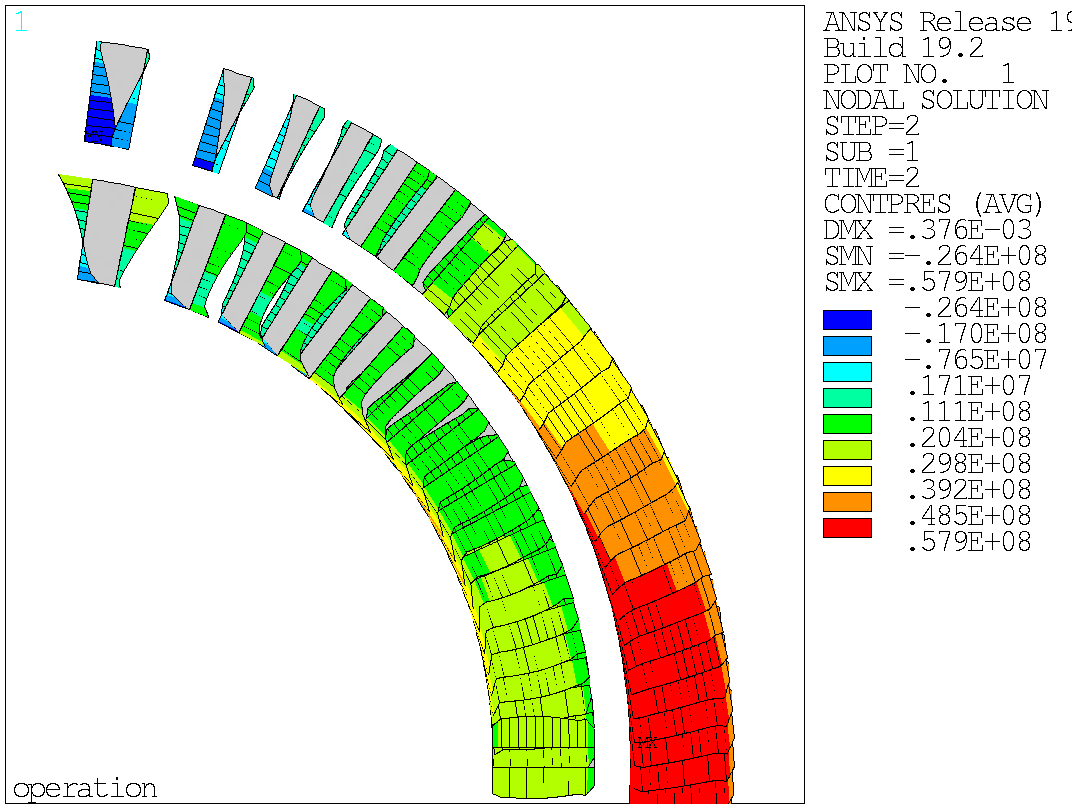 1
ANSYS Release 19
Build 19.2
PLOT NO. 1
NODAL SOLUTION
STEP=2
SUB =1
TIME=2
CONTPRES (AVG)
DMX =.376E-03
SMN =-.264E+08
SMX =.579E+08
-.264E+08
-.170E+08
-.765E+07
.171E+07
.111E+08
.204E+08
.298E+08
.392E+08
.485E+08
.579E+08
MX
operation